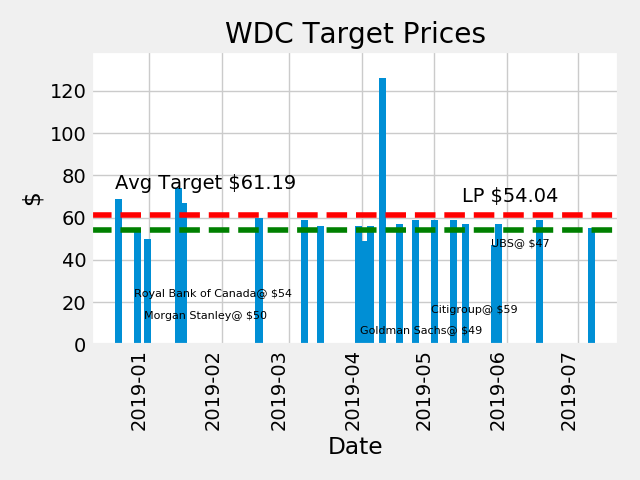 WDC Target Prices
$
120
100
80
60
40
20
0
Avg Target $61.19
LP $54.04
UBS@ $47
Royal Bank of Canada@ $54
Citigroup@ $59
Morgan Stanley@ $50
Goldman Sachs@ $49
2019-01
2019-02
2019-03
2019-04
2019-05
2019-06
2019-07
Date